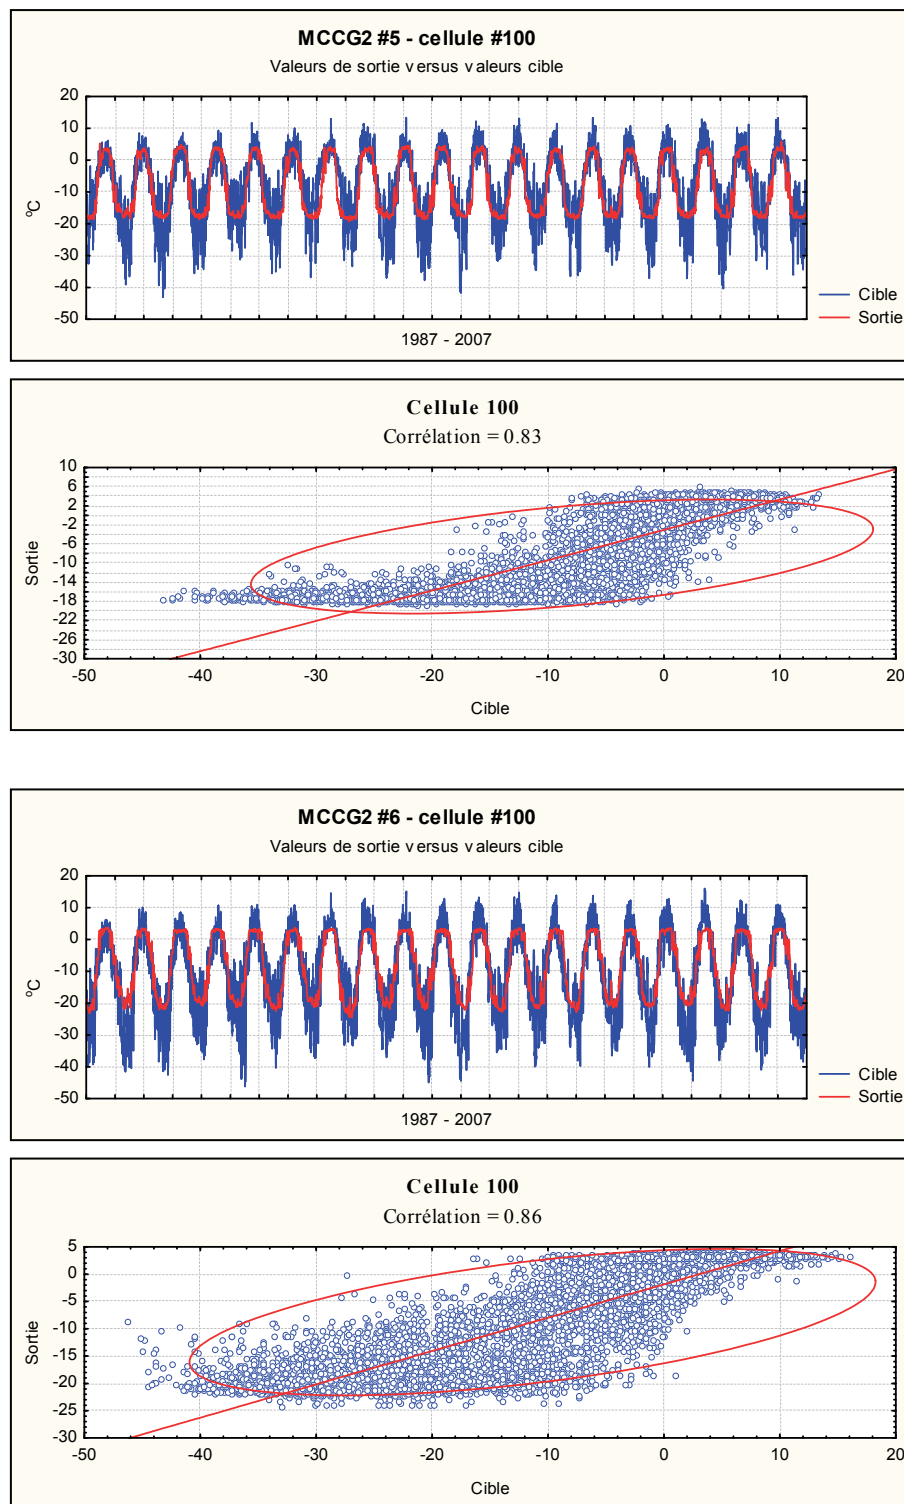 MCCG2 #5 - cellule #100
Valeurs de sortie versus valeurs cible
20
10
0
-10
-20
-30
-40
-50
°C
1987 - 2007
Cible
Sortie
Cellule 100
Corrélation = 0.83
10
6
2
-2
-6
-10
-14
-18
-22
-26
-30
Sortie
-50 -40 -30 -20 -10 0 10 20
Cible
MCCG2 #6 - cellule #100
Valeurs de sortie versus valeurs cible
20
10
0
-10
-20
-30
-40
-50
°C
1987 - 2007
Cible
Sortie
Cellule 100
Corrélation = 0.86
5
0
-5
-10
-15
-20
-25
-30
Sortie
-50 -40 -30 -20 -10 0 10 20
Cible